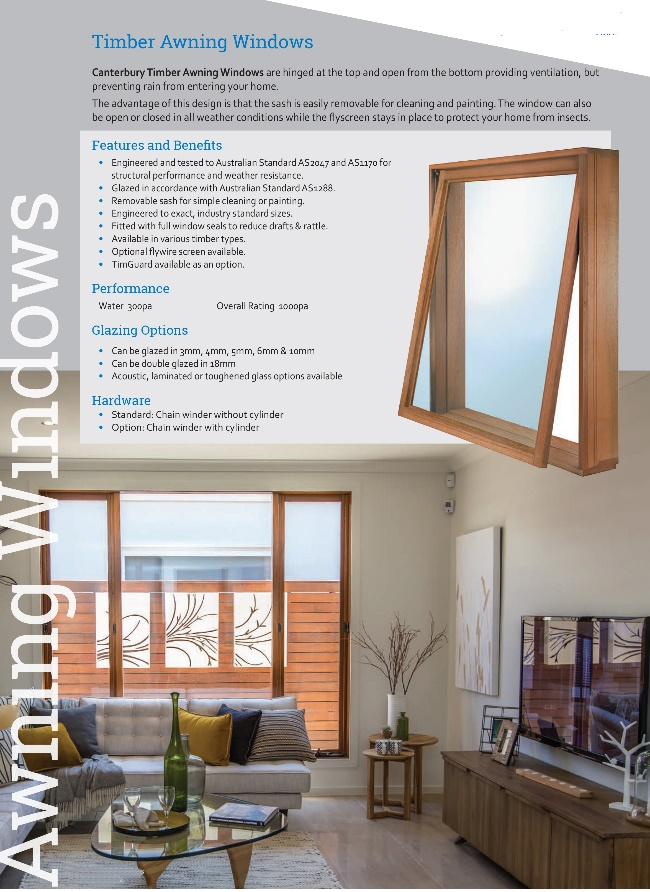 Timber Awning Windows
Canterbury Timber Awning Windows are hinged at the top and open from the bottom providing ventilation, but
preventing rain from entering your home.
The advantage of this design is that the sash is easily removable for cleaning and painting. The window can also
be open or closed in all weather conditions while the flyscreen stays in place to protect your home from insects.
Features and Benefits
• Engineered and tested to Australian Standard AS2047 and AS1170 for
structural performance and weather resistance.
• Glazed in accordance with Australian Standard AS1288.
• Removable sash for simple cleaning or painting.
• Engineered to exact, industry standard sizes.
• Fitted with full window seals to reduce drafts & rattle.
• Available in various timber types.
• Optional flywire screen available.
• TimGuard available as an option.
Performance
Water 300pa Overall Rating 1000pa
Glazing Options
• Can be glazed in 3mm, 4mm, 5mm, 6mm & 10mm
• Can be double glazed in 18mm
• Acoustic, laminated or toughened glass options available
Hardware
• Standard: Chain winder without cylinder
• Option: Chain winder with cylinder
Awning Windows